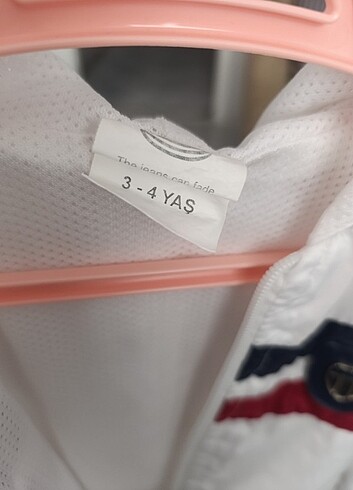 The jeans can fade
3 - 4 YAŞ